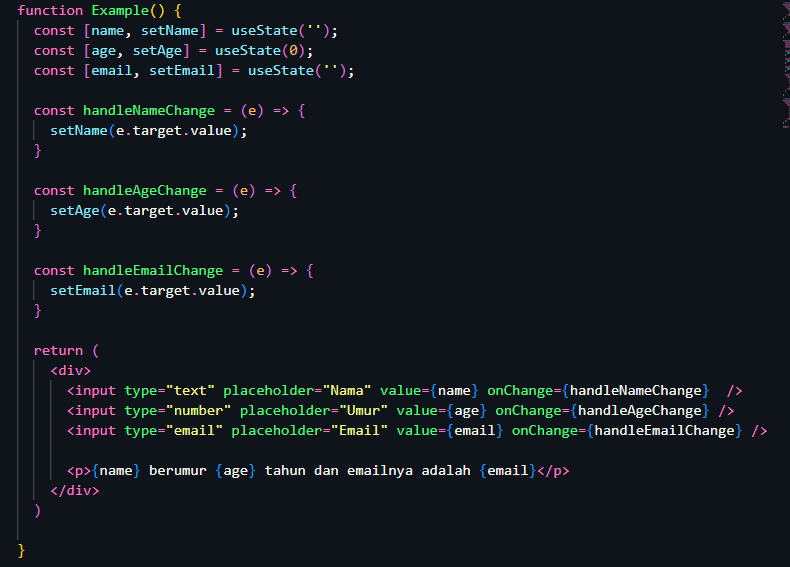 function Example() {
  const [name, setName] = useState('');
  const [age, setAge] = useState(0);
  const [email, setEmail] = useState('');

  const handleNameChange = (e) => {
    setName(e.target.value);
  }

  const handleAgeChange = (e) => {
    setAge(e.target.value);
  }

  const handleEmailChange = (e) => {
    setEmail(e.target.value);
  }

  return (
    <div>
      <input type="text" placeholder="Nama" value={name} onChange={handleNameChange}  />
      <input type="number" placeholder="Umur" value={age} onChange={handleAgeChange} />
      <input type="email" placeholder="Email" value={email} onChange={handleEmailChange} />

      <p>{name} berumur {age} tahun dan emailnya adalah {email}</p>
    </div>
  )

}